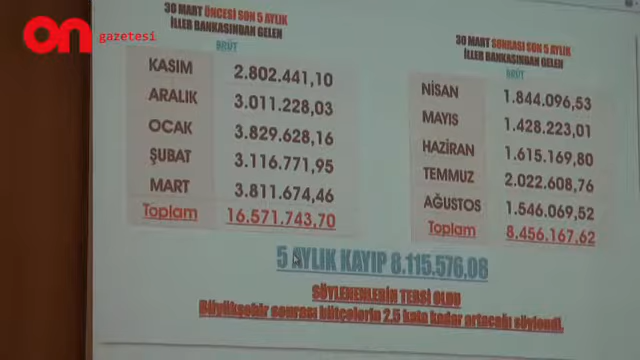 on gazetesi
30 MART ÖNCESİ SON 5 AYLIK
İLLER BANKASINDAN GELEN
BRÜT
KASIM 2.802.441,10
ARALIK 3.011.228,03
OCAK 3.829.628,16
ŞUBAT 3.116.771,95
MART 3.811.674,46
Toplam 16.571.743,70
30 MART SONRASI SON 5 AYLIK
İLLER BANKASINDAN GELEN
BRÜT
NİSAN 1.844.096,53
MAYIS 1.428.223,01
HAZİRAN 1.615.169,80
TEMMUZ 2.022.608,76
AĞUSTOS 1.546.069,52
Toplam 8.456.167,62
5 AYLIK KAYIP 8.115.576,08
SÖYLENENLERİN TERSİ OLDU
Büyükşehir sonrası bütçelerin 2.5 kata kadar artacağı söylendi.